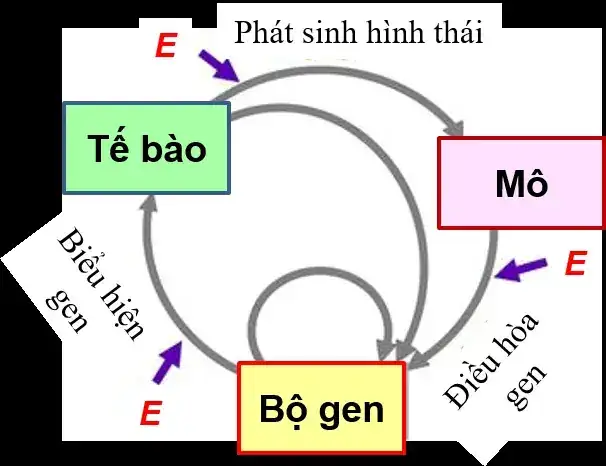 E
Phát sinh hình thái
Tế bào
Mô
E
Biểu hiện
gen
Điều hòa
gen
E
Bộ gen